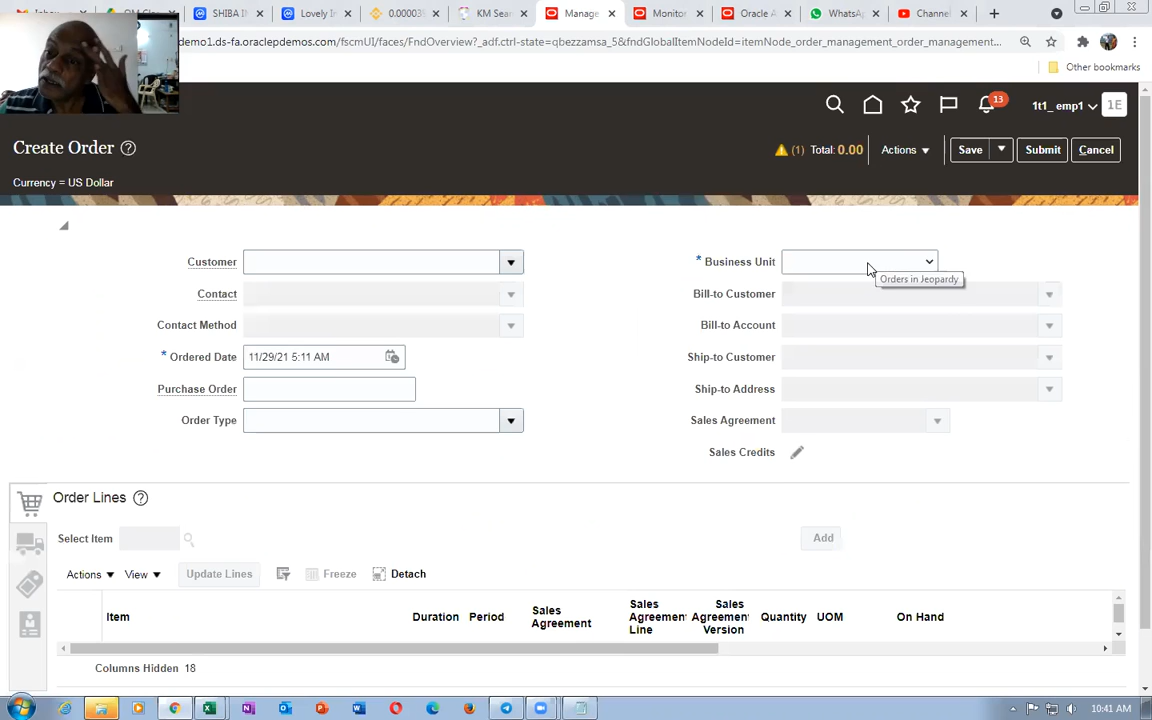 SHIBA IN
Lovely In
0.000035
KM Sear
Manage
Monitor
Oracle A
WhatsA
Channel
demo1.ds-fa.oraclepdemos.com/fscmUI/faces/FndOverview?_adf.ctrl-state=qbezzamsa_5&fndGlobalItemNodeId=itemNode_order_management_order_management...
Other bookmarks
13
1t1_ emp1
1E
Create Order ?
(1) Total: 0.00
Actions
Save
Submit
Cancel
Currency = US Dollar
Customer
* Business Unit
Orders in Jeopardy
Contact
Bill-to Customer
Contact Method
Bill-to Account
* Ordered Date 11/29/21 5:11 AM
Ship-to Customer
Purchase Order
Ship-to Address
Order Type
Sales Agreement
Sales Credits
Order Lines ?
Select Item
Add
Actions
View
Update Lines
Freeze
Detach
Item
Duration
Period
Sales Agreement
Sales Agreement Line
Sales Agreement Version
Quantity
UOM
On Hand
Columns Hidden 18
10:41 AM